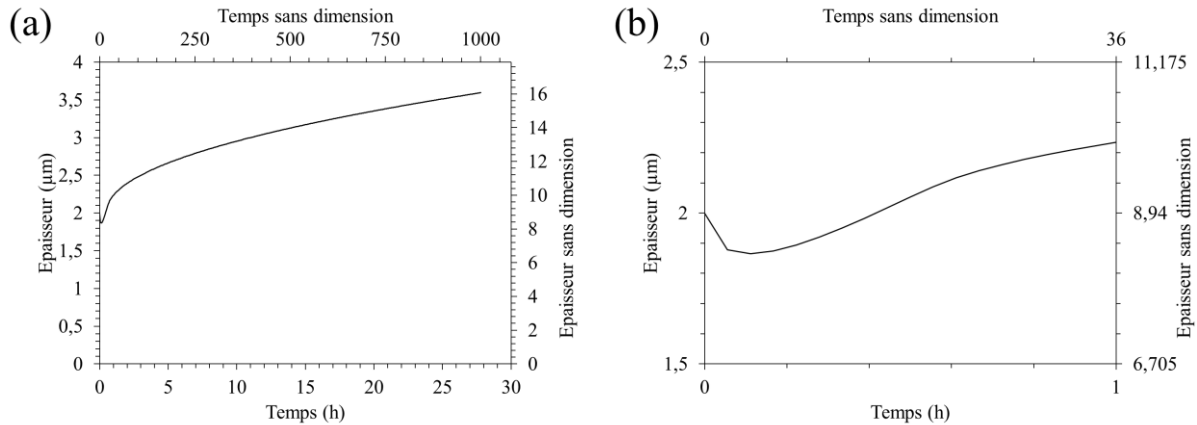 (a)
Temps sans dimension
0 250 500 750 1000
4
3,5
3
2,5
2
1,5
1
0,5
0
Epaisseur (µm)
16
14
12
10
8
6
4
2
0
Epaisseur sans dimension
0 5 10 15 20 25 30
Temps (h)
(b)
Temps sans dimension
0 36
2,5
2
1,5
Epaisseur (µm)
11,175
8,94
6,705
Epaisseur sans dimension
0 1
Temps (h)